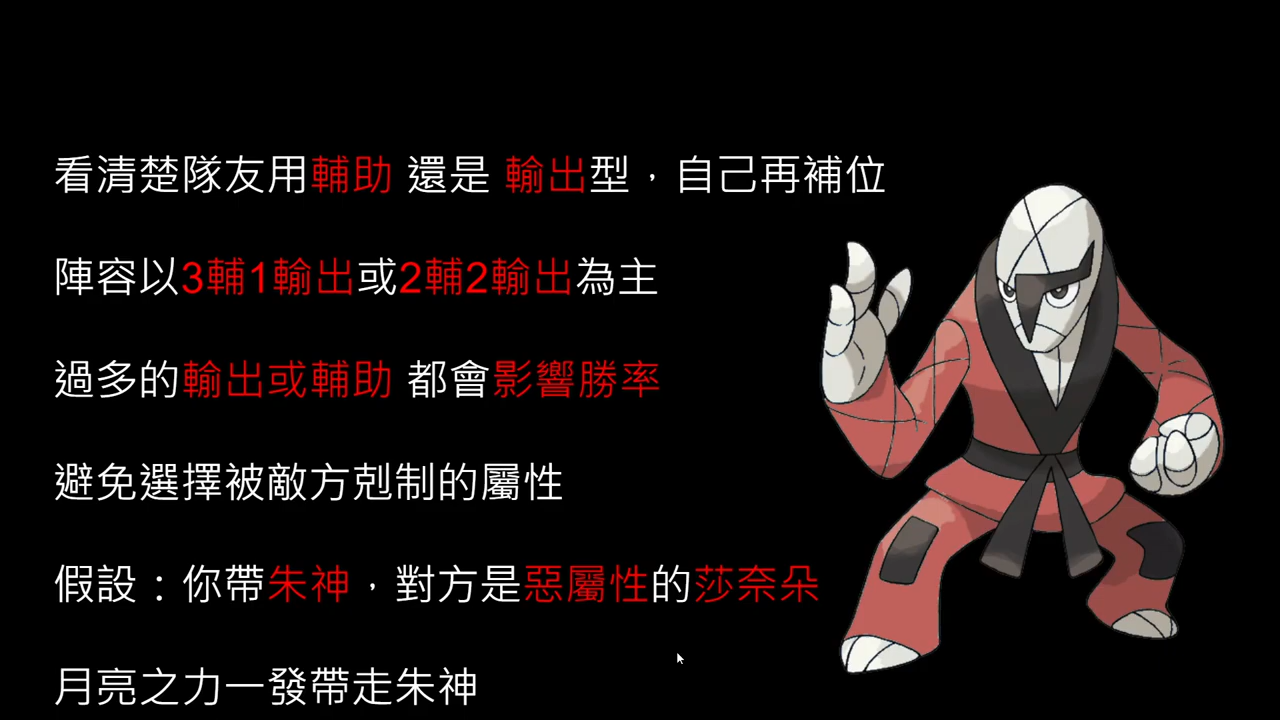 看清楚隊友用輔助 還是 輸出型，自己再補位
陣容以3輔1輸出或2輔2輸出為主
過多的輸出或輔助 都會影響勝率
避免選擇被敵方剋制的屬性
假設：你帶朱神，對方是惡屬性的莎奈朵
月亮之力一發帶走朱神